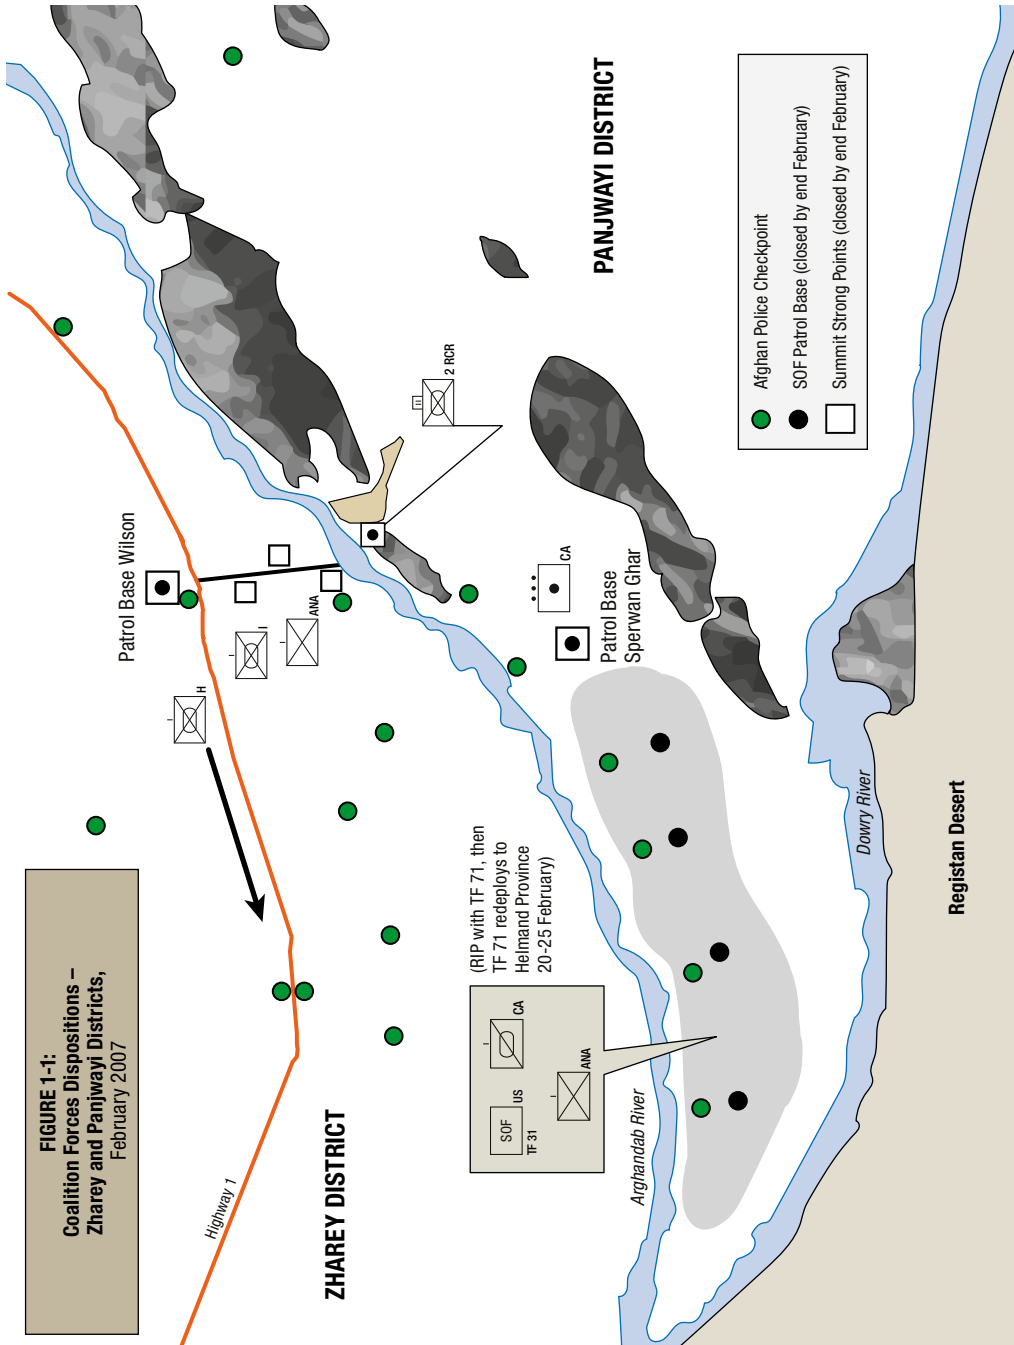 FIGURE 1-1:
Coalition Forces Dispositions –
Zharey and Panjwayi Districts,
February 2007
Highway 1
ZHAREY DISTRICT
Patrol Base Wilson
H
I
ANA
2 RCR
PANJWAYI DISTRICT
CA
Patrol Base
Sperwan Ghar
(RIP with TF 71, then
TF 71 redeploys to
Helmand Province
20-25 February)
SOF
US
TF 31
CA
ANA
Arghandab River
Dowry River
Registan Desert
Afghan Police Checkpoint
SOF Patrol Base (closed by end February)
Summit Strong Points (closed by end February)